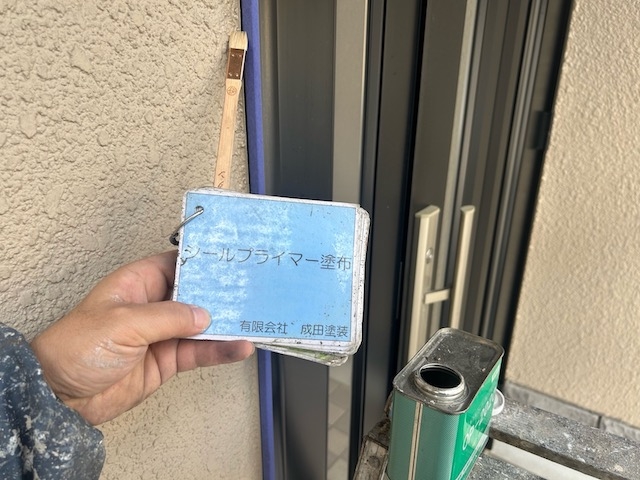 シールプライマー塗布
有限会社 成田塗装